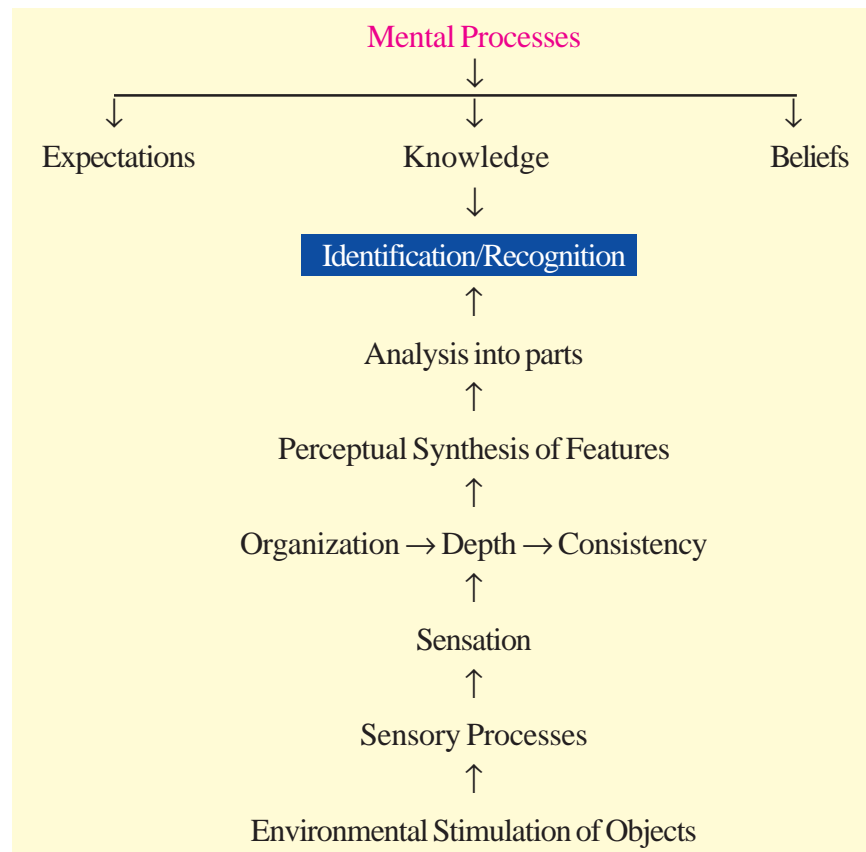 Mental Processes
↓
↓ ↓ ↓
Expectations Knowledge Beliefs
↓
Identification/Recognition
↑
Analysis into parts
↑
Perceptual Synthesis of Features
↑
Organization → Depth → Consistency
↑
Sensation
↑
Sensory Processes
↑
Environmental Stimulation of Objects